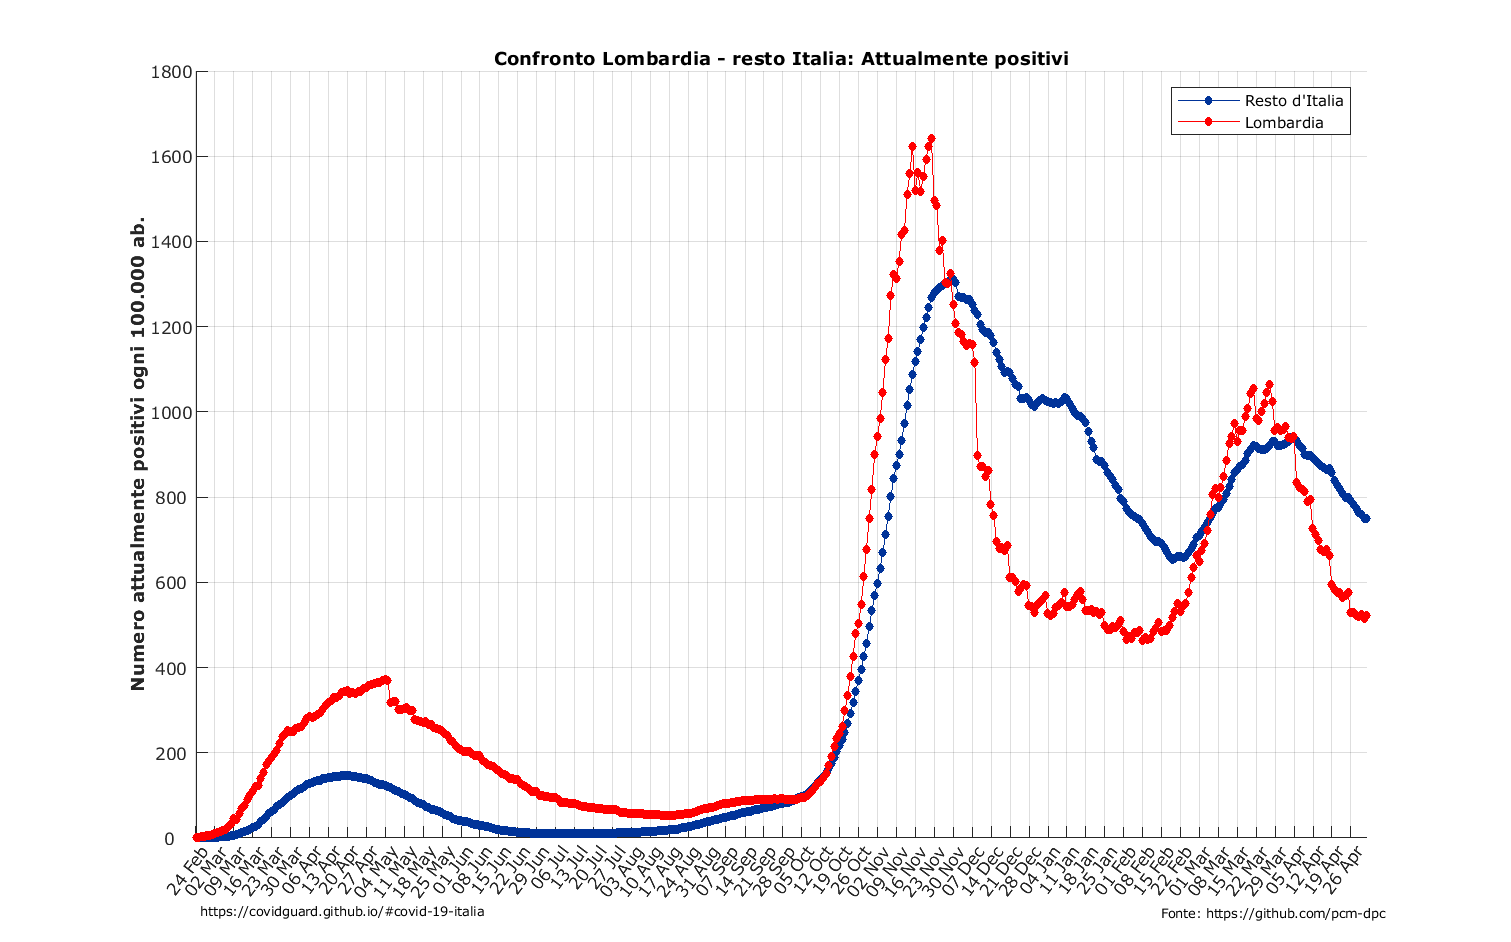 Confronto Lombardia - resto Italia: Attualmente positivi
Resto d'Italia
Lombardia
Numero attualmente positivi ogni 100.000 ab.
1800
1600
1400
1200
1000
800
600
400
200
0
24 Feb
02 Mar
09 Mar
16 Mar
23 Mar
30 Mar
06 Apr
13 Apr
20 Apr
27 Apr
04 May
11 May
18 May
25 May
01 Jun
08 Jun
15 Jun
22 Jun
29 Jun
06 Jul
13 Jul
20 Jul
27 Jul
03 Aug
10 Aug
17 Aug
24 Aug
31 Aug
07 Sep
14 Sep
21 Sep
28 Sep
05 Oct
12 Oct
19 Oct
26 Oct
02 Nov
09 Nov
16 Nov
23 Nov
30 Nov
07 Dec
14 Dec
21 Dec
28 Dec
04 Jan
11 Jan
18 Jan
25 Jan
01 Feb
08 Feb
15 Feb
22 Feb
01 Mar
08 Mar
15 Mar
22 Mar
29 Mar
05 Apr
12 Apr
19 Apr
26 Apr
https://covidguard.github.io/#covid-19-italia
Fonte: https://github.com/pcm-dpc